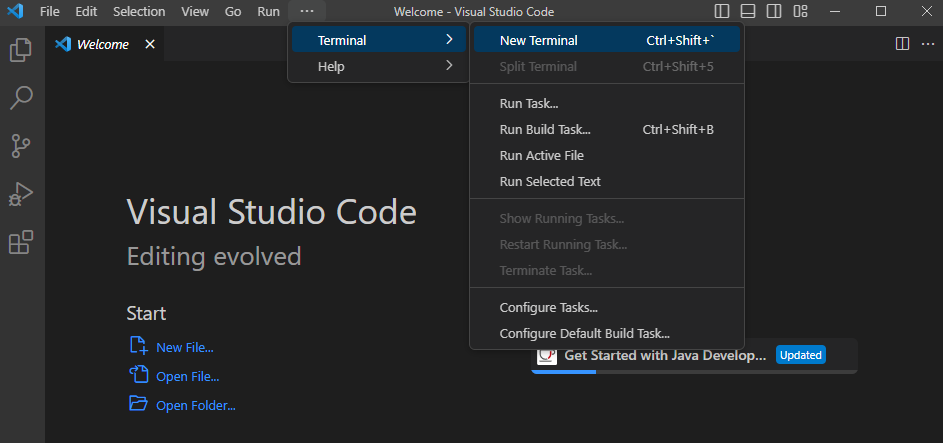 File Edit Selection View Go Run ··· Welcome - Visual Studio Code
Welcome
Terminal
Help
New Terminal Ctrl+Shift+`
Split Terminal Ctrl+Shift+5
Run Task...
Run Build Task... Ctrl+Shift+B
Run Active File
Run Selected Text
Show Running Tasks...
Restart Running Task...
Terminate Task...
Configure Tasks...
Configure Default Build Task...
Visual Studio Code
Editing evolved
Start
New File...
Open File...
Open Folder...
Get Started with Java Develop... Updated